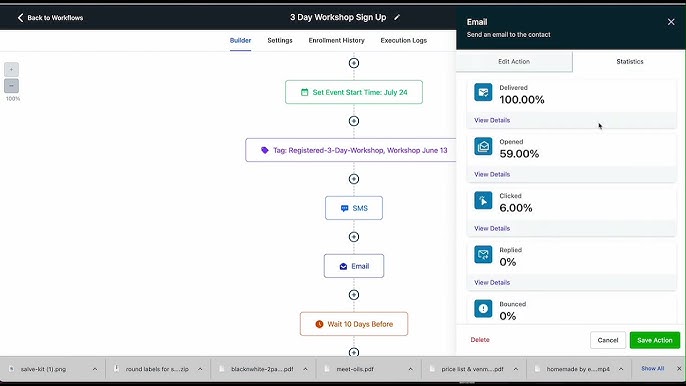 Back to Workflows
3 Day Workshop Sign Up
Builder
Settings
Enrollment History
Execution Logs
100%
Set Event Start Time: July 24
Tag: Registered-3-Day-Workshop, Workshop June 13
SMS
Email
Wait 10 Days Before
Email
Send an email to the contact
Edit Action
Statistics
Delivered
100.00%
View Details
Opened
59.00%
View Details
Clicked
6.00%
View Details
Replied
0%
View Details
Bounced
0%
Delete
Cancel
Save Action
salve-kit (1).png
round labels for s....zip
blacknwhite-2pa....pdf
meet-oils.pdf
price list & venm....pdf
homemade by e....mp4
Show All